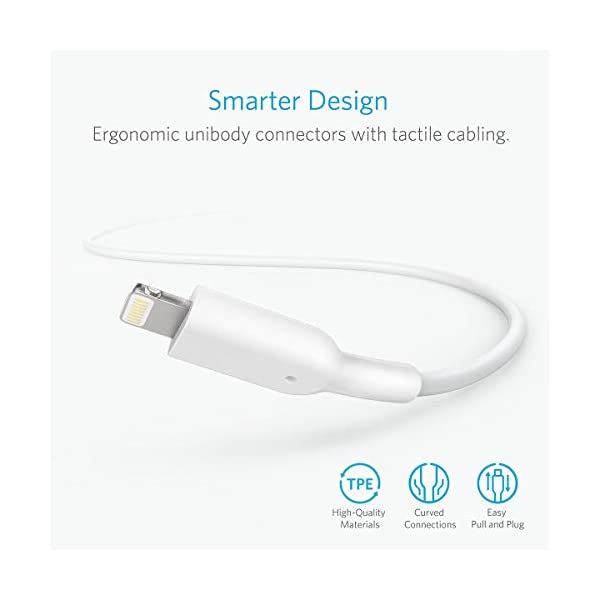 Smarter Design
Ergonomic unibody connectors with tactile cabling.
TPE
High-Quality
Materials
Curved
Connections
Easy
Pull and Plug